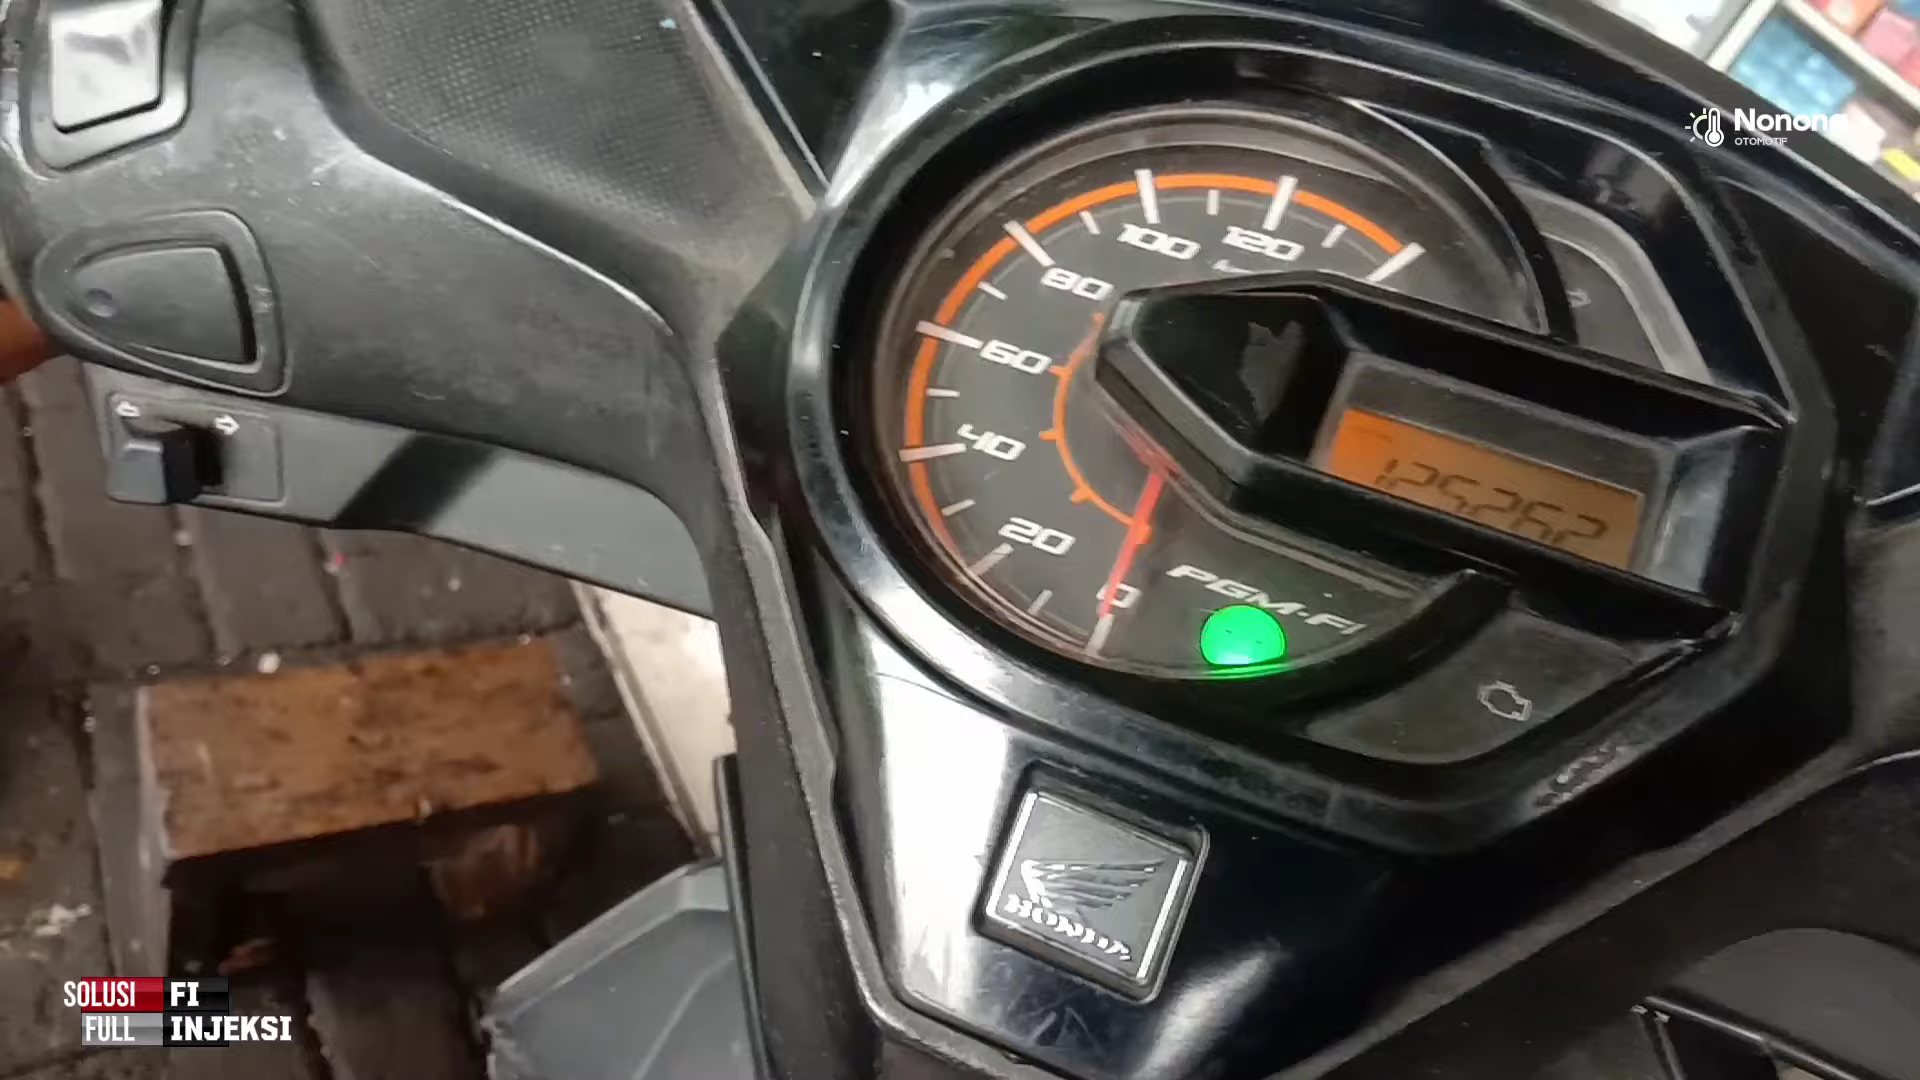 Nonong
OTOMOTIF
100
120
80
60
40
20
0
125262
PGM-FI
HONDA
SOLUSI FI
FULL INJEKSI